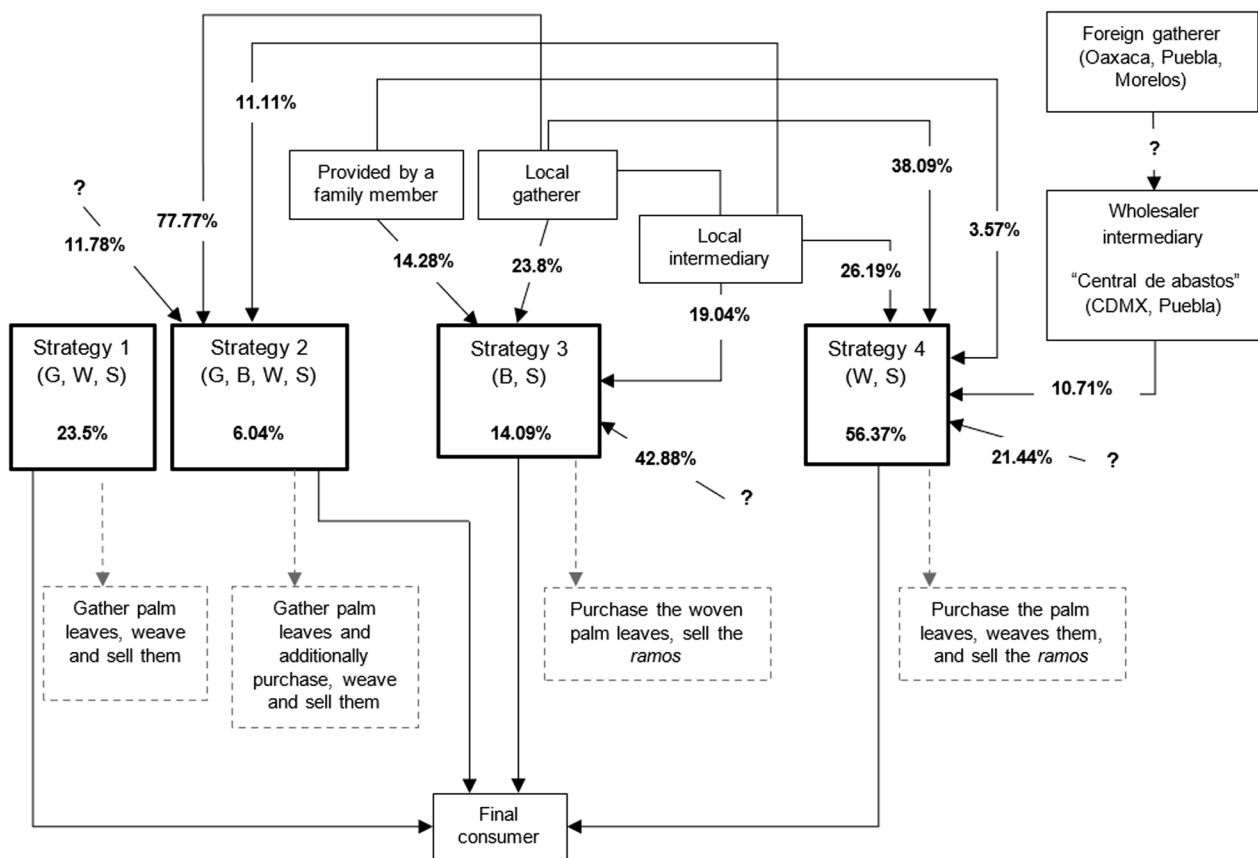 Foreign gatherer
(Oaxaca, Puebla,
Morelos)
?
11.11%
Provided by a
family member
Local
gatherer
38.09%
?
77.77%
11.78%
14.28%
23.8%
Local
intermediary
26.19%
3.57%
Wholesaler
intermediary
“Central de abastos”
(CDMX, Puebla)
19.04%
Strategy 1
(G, W, S)
23.5%
Strategy 2
(G, B, W, S)
6.04%
Strategy 3
(B, S)
14.09%
Strategy 4
(W, S)
56.37%
10.71%
42.88%
?
21.44%
?
Gather palm
leaves, weave
and sell them
Gather palm
leaves and
additionally
purchase, weave
and sell them
Purchase the woven
palm leaves, sell the
ramos
Purchase the palm
leaves, weaves them,
and sell the ramos
Final
consumer